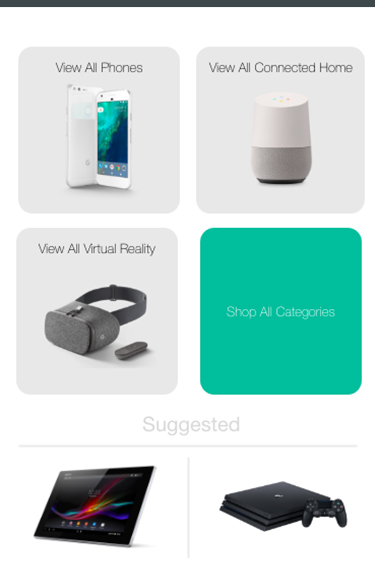 View All Phones
View All Connected Home
View All Virtual Reality
Shop All Categories
Suggested